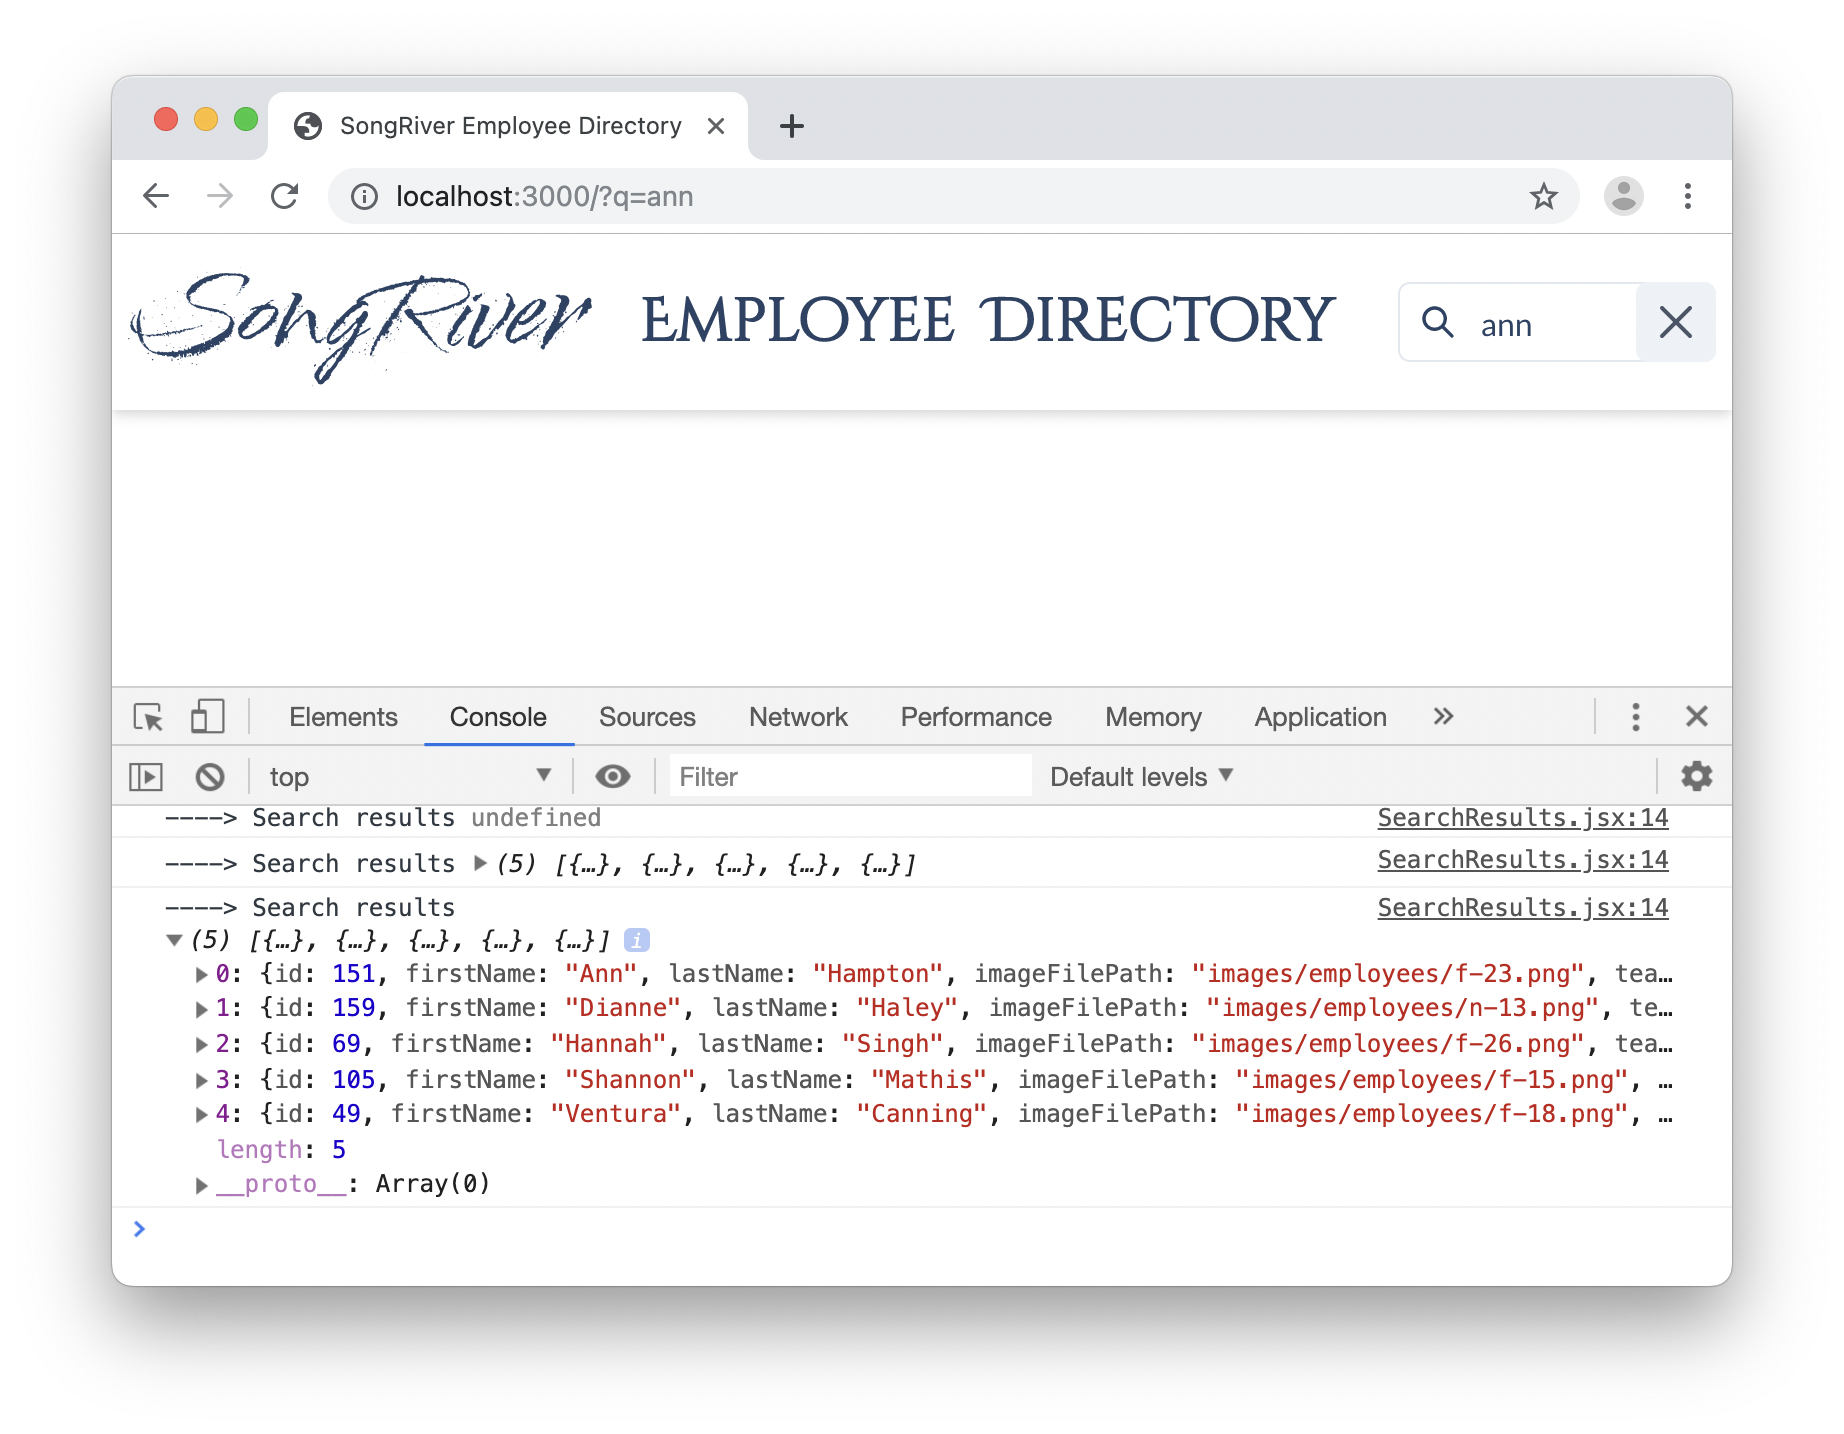 SongRiver Employee Directory
localhost:3000/?q=ann
SongRiver EMPLOYEE DIRECTORY ann
Elements Console Sources Network Performance Memory Application
top Filter Default levels
----> Search results undefined SearchResults.jsx:14
----> Search results (5) [{…}, {…}, {…}, {…}, {…}] SearchResults.jsx:14
----> Search results SearchResults.jsx:14
(5) [{…}, {…}, {…}, {…}, {…}] i
0: {id: 151, firstName: "Ann", lastName: "Hampton", imageFilePath: "images/employees/f-23.png", tea…
1: {id: 159, firstName: "Dianne", lastName: "Haley", imageFilePath: "images/employees/n-13.png", te…
2: {id: 69, firstName: "Hannah", lastName: "Singh", imageFilePath: "images/employees/f-26.png", tea…
3: {id: 105, firstName: "Shannon", lastName: "Mathis", imageFilePath: "images/employees/f-15.png", …
4: {id: 49, firstName: "Ventura", lastName: "Canning", imageFilePath: "images/employees/f-18.png", …
length: 5
__proto__: Array(0)